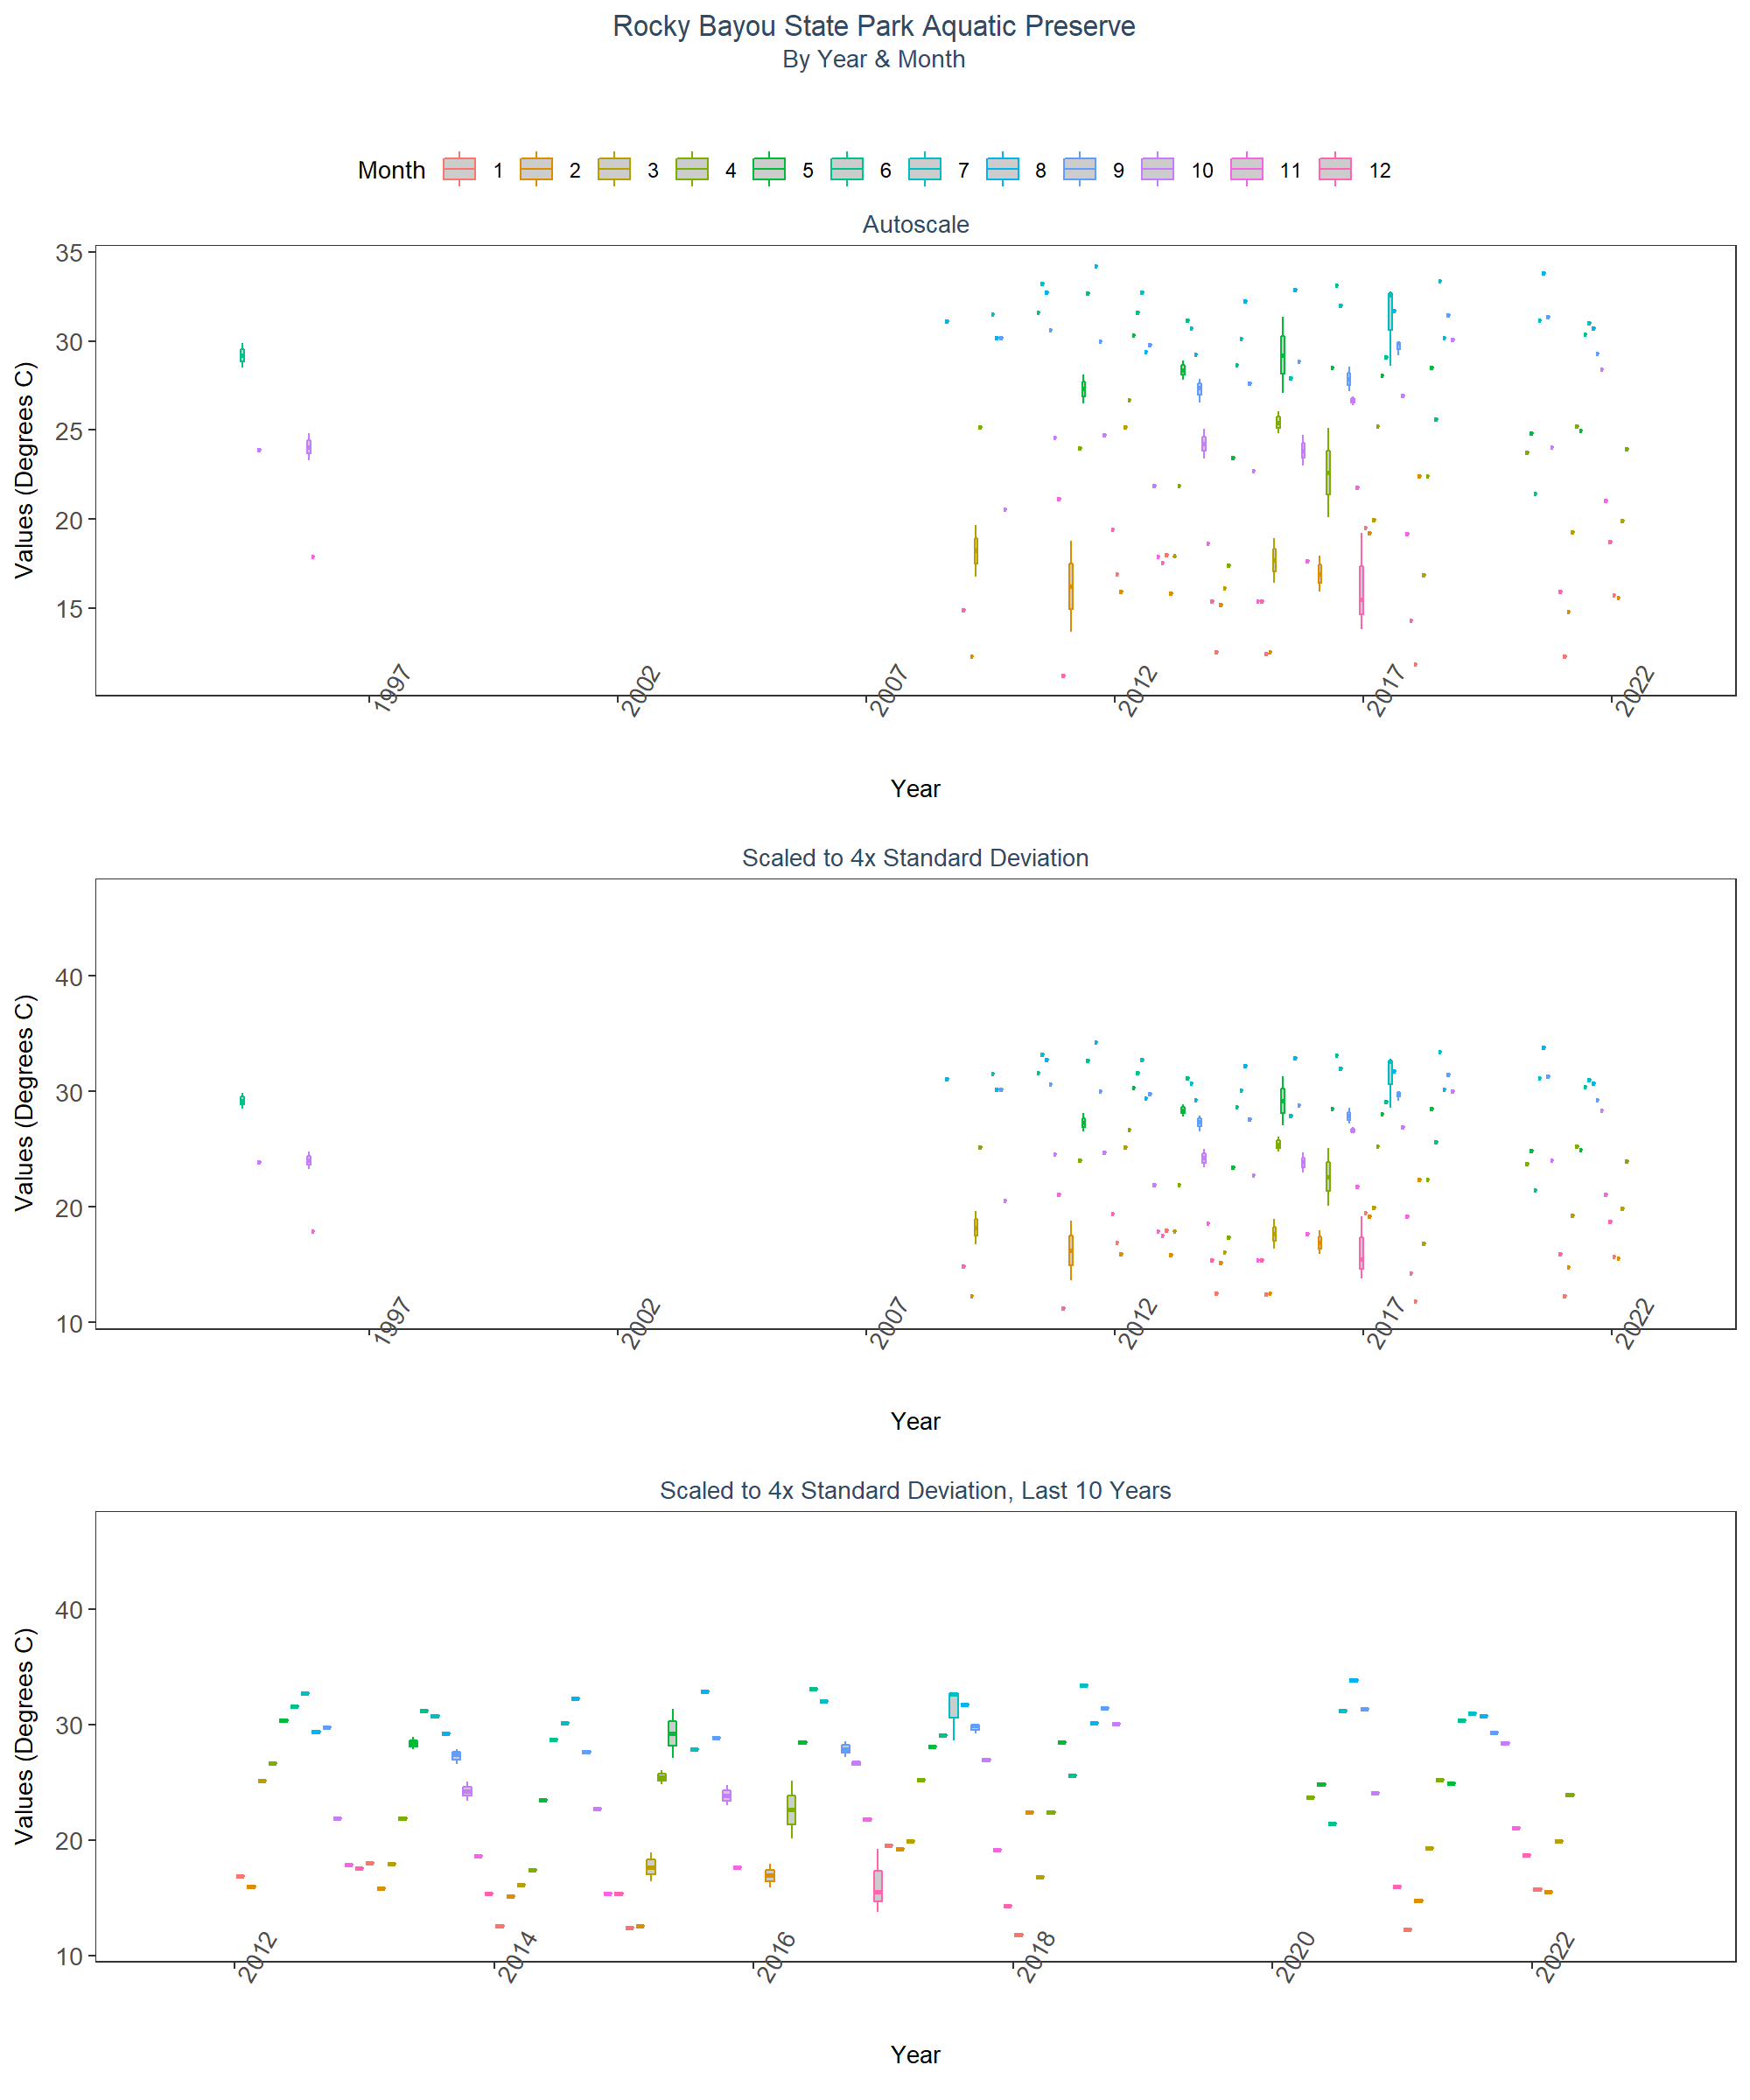 Rocky Bayou State Park Aquatic Preserve
By Year & Month
Month 1 2 3 4 5 6 7 8 9 10 11 12
Autoscale
Values (Degrees C)
35
30
25
20
15
1997 2002 2007 2012 2017 2022
Year
Scaled to 4x Standard Deviation
Values (Degrees C)
40
30
20
10
1997 2002 2007 2012 2017 2022
Year
Scaled to 4x Standard Deviation, Last 10 Years
Values (Degrees C)
40
30
20
10
2012 2014 2016 2018 2020 2022
Year